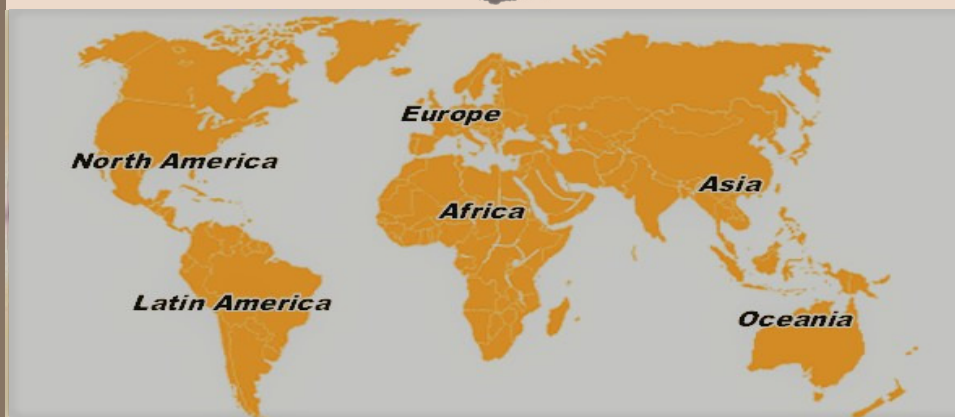 Europe
North America
Asia
Africa
Latin America
Oceania